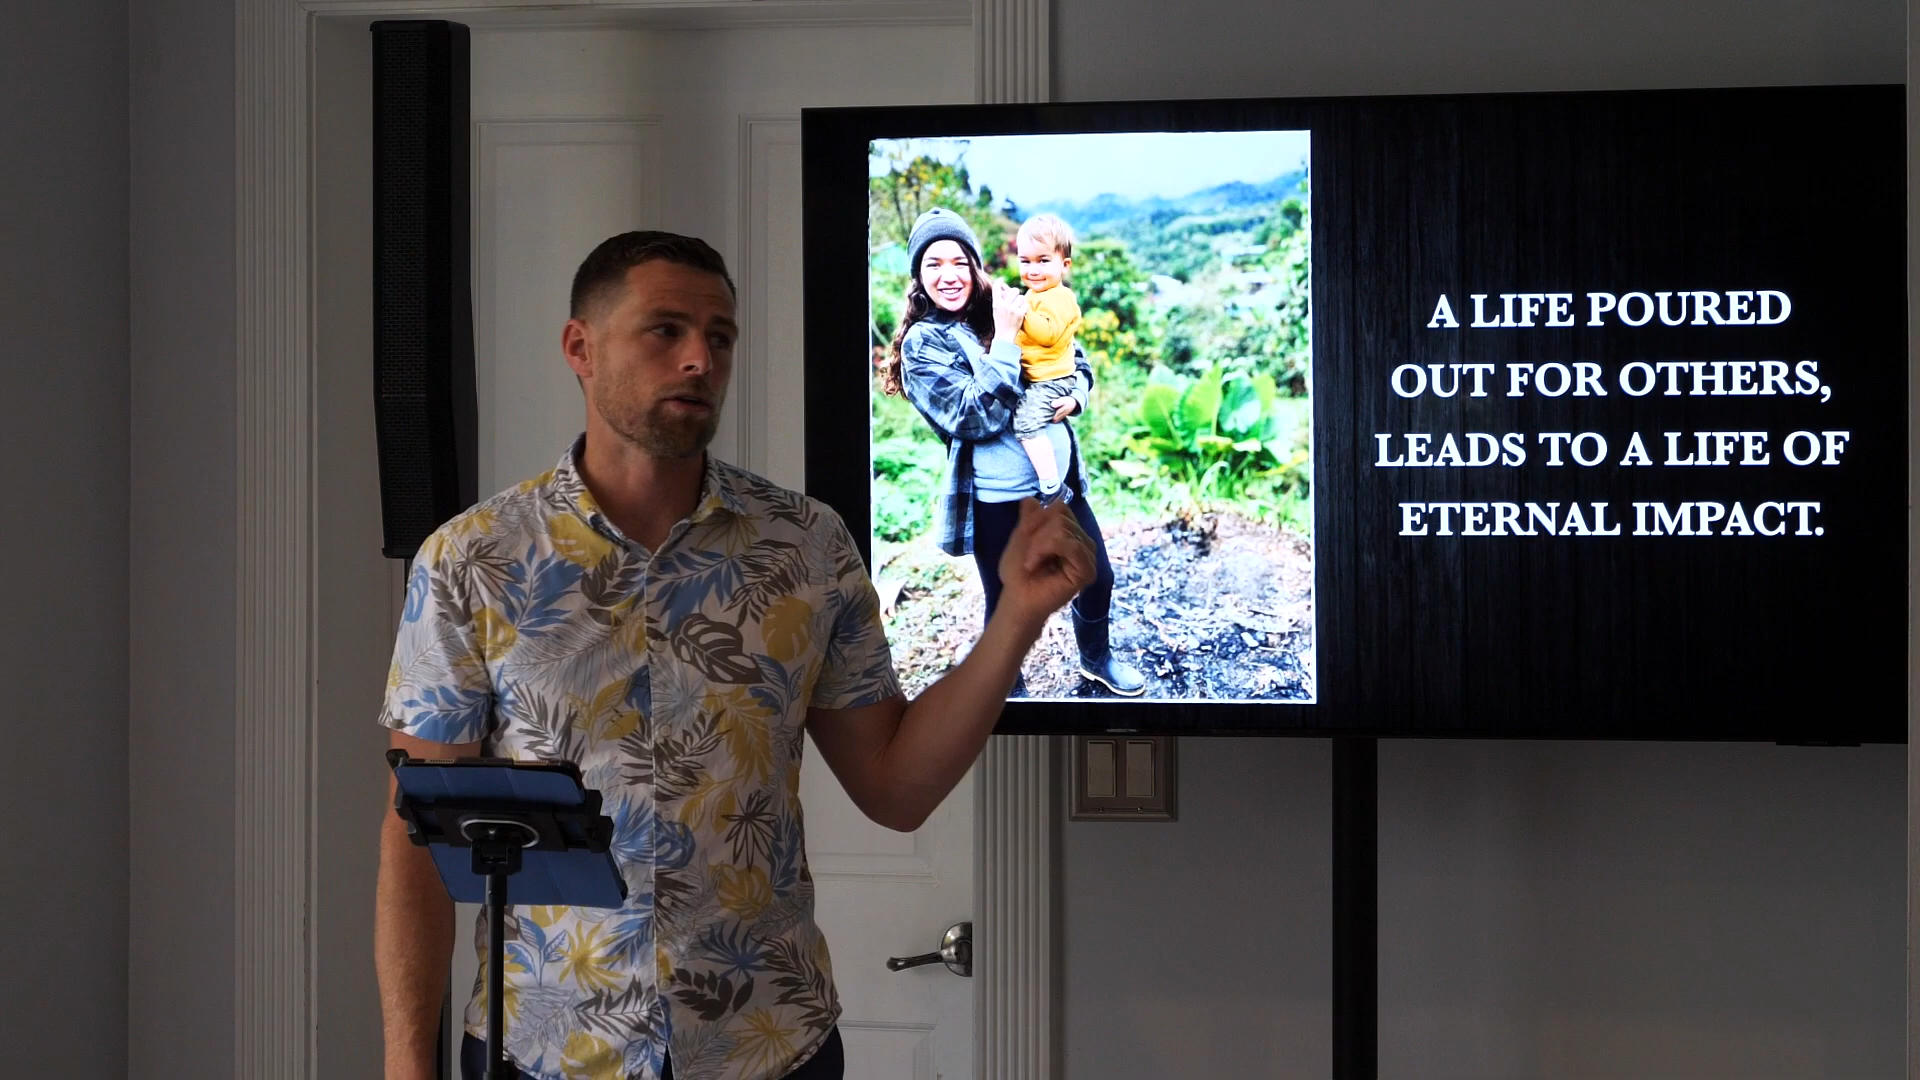 A LIFE POURED
OUT FOR OTHERS,
LEADS TO A LIFE OF
ETERNAL IMPACT.